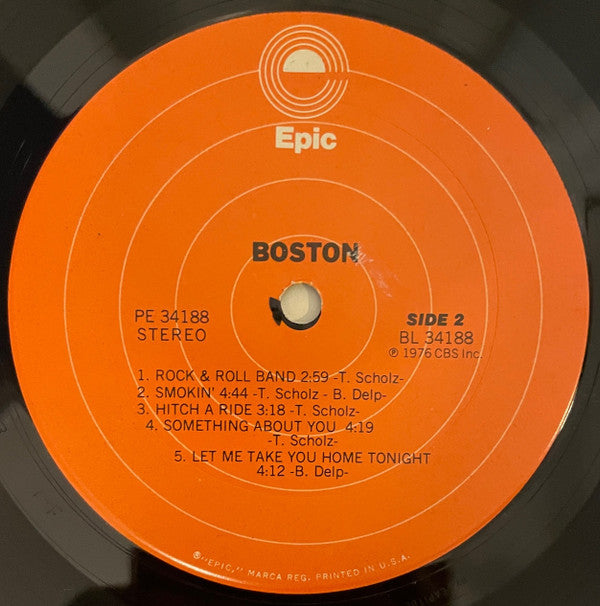 Epic
BOSTON
PE 34188
STEREO
SIDE 2
BL 34188
℗ 1976 CBS Inc.
1. ROCK & ROLL BAND 2:59 -T. Scholz-
2. SMOKIN' 4:44 -T. Scholz - B. Delp-
3. HITCH A RIDE 3:18 -T. Scholz-
4. SOMETHING ABOUT YOU 4:19
-T. Scholz-
5. LET ME TAKE YOU HOME TONIGHT
4:12 -B. Delp-
®"EPIC," MARCA REG. PRINTED IN U.S.A.